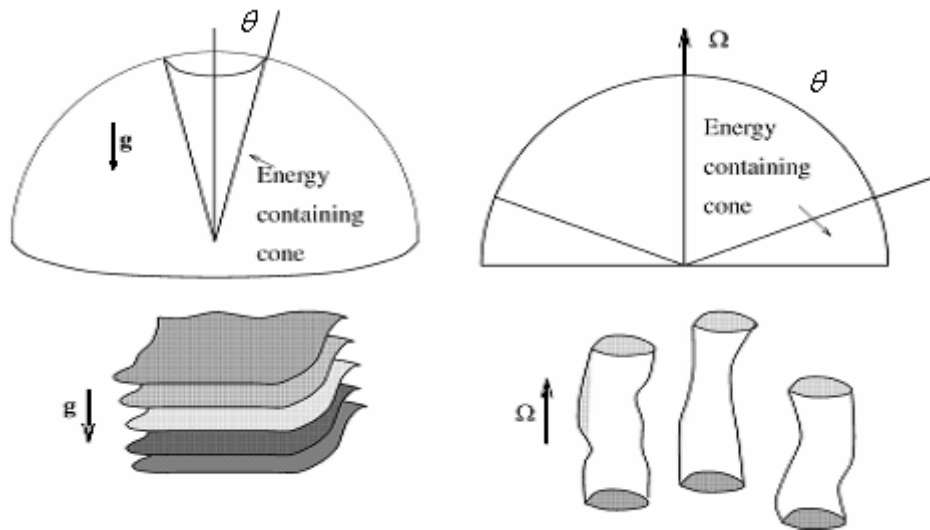 θ
g
Energy
containing
cone
Ω
θ
Energy
containing
cone
g
Ω